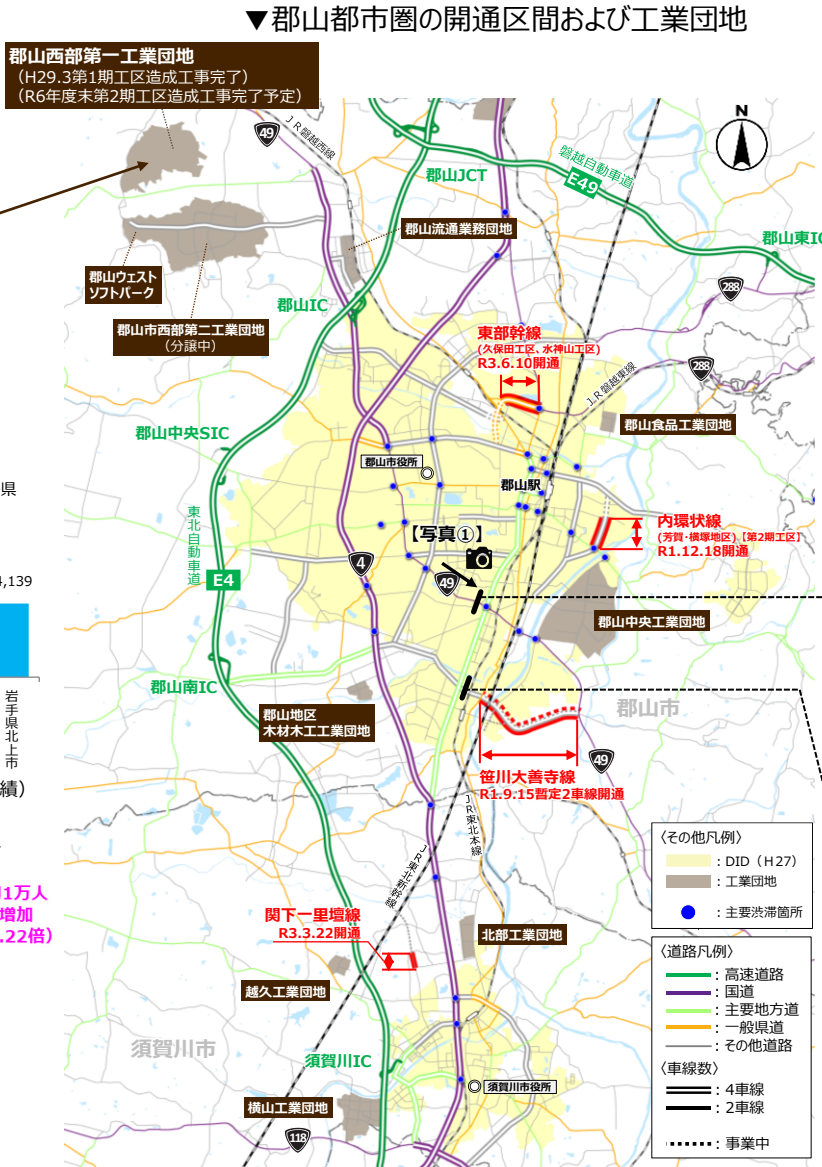 ▼郡山都市圏の開通区間および工業団地
郡山西部第一工業団地
（H29.3第1期工区造成工事完了）
（R6年度末第2期工区造成工事完了予定）
49
JR磐越西線
N
郡山JCT
磐越自動車道
E49
郡山流通業務団地
郡山東IC
郡山ウェスト
ソフトパーク
288
郡山IC
郡山市西部第二工業団地
（分譲中）
東部幹線
(久保田工区、水神山工区)
R3.6.10開通
JR磐越東線
288
郡山食品工業団地
郡山中央SIC
郡山市役所
郡山駅
県
東北自動車道
内環状線
(芳賀・横塚地区)【第2期工区】
R1.12.18開通
【写真①】
4
49
E4
4,139
郡山中央工業団地
郡山南IC
岩手県北上市
郡山地区
木材木工工業団地
郡山市
49
笹川大善寺線
R1.9.15暫定2車線開通
績）
JR東北本線
JR東北新幹線
1万人
増加
.22倍）
関下一里壇線
R3.3.22開通
北部工業団地
越久工業団地
須賀川市
須賀川IC
須賀川市役所
横山工業団地
118
〈その他凡例〉
：DID（H27）
：工業団地
：主要渋滞箇所
〈道路凡例〉
：高速道路
：国道
：主要地方道
：一般県道
：その他道路
〈車線数〉
：4車線
：2車線
：事業中